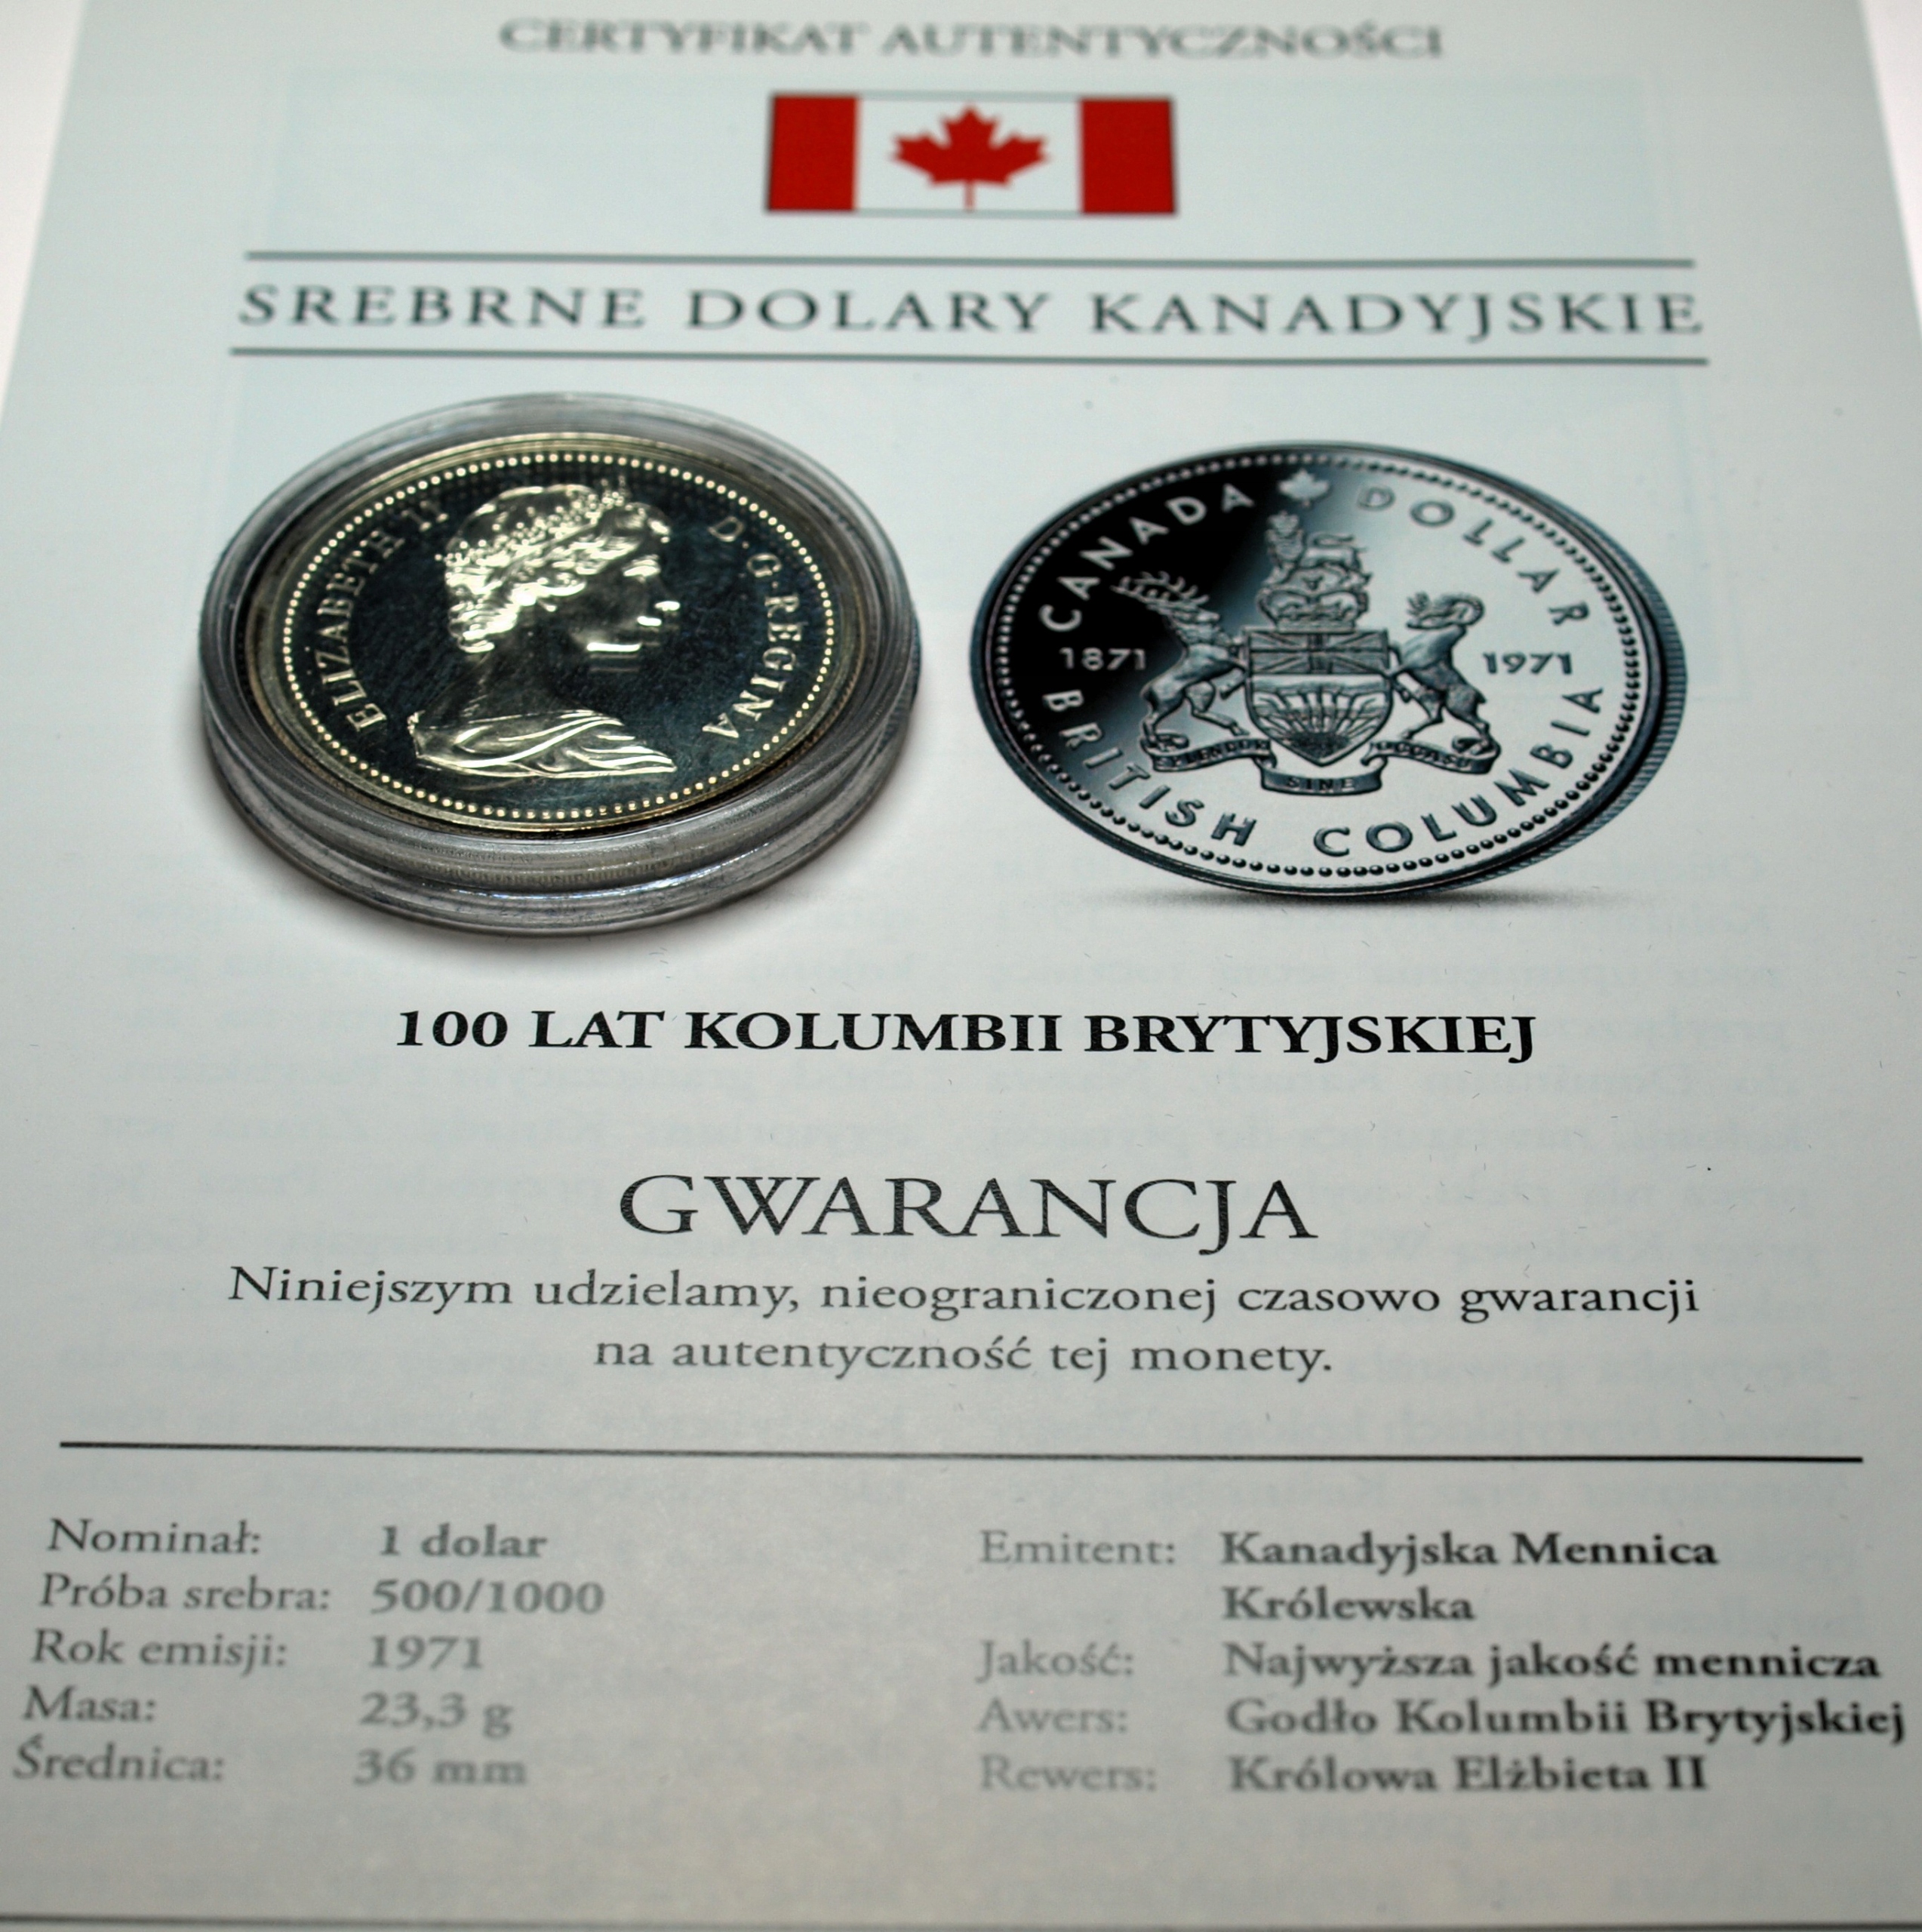 CERTYFIKAT AUTENTYCZNOŚCI
SREBRNE DOLARY KANADYJSKIE
ELIZABETH II D·G·REGINA
CANADA DOLLAR
1871 1971
SPLENDOR SINE OCCASU
BRITISH COLUMBIA
100 LAT KOLUMBII BRYTYJSKIEJ
GWARANCJA
Niniejszym udzielamy, nieograniczonej czasowo gwarancji
na autentyczność tej monety.
Nominał: 1 dolar
Próba srebra: 500/1000
Rok emisji: 1971
Masa: 23,3 g
Średnica: 36 mm
Emitent: Kanadyjska Mennica
Królewska
Jakość: Najwyższa jakość mennicza
Awers: Godło Kolumbii Brytyjskiej
Rewers: Królowa Elżbieta II